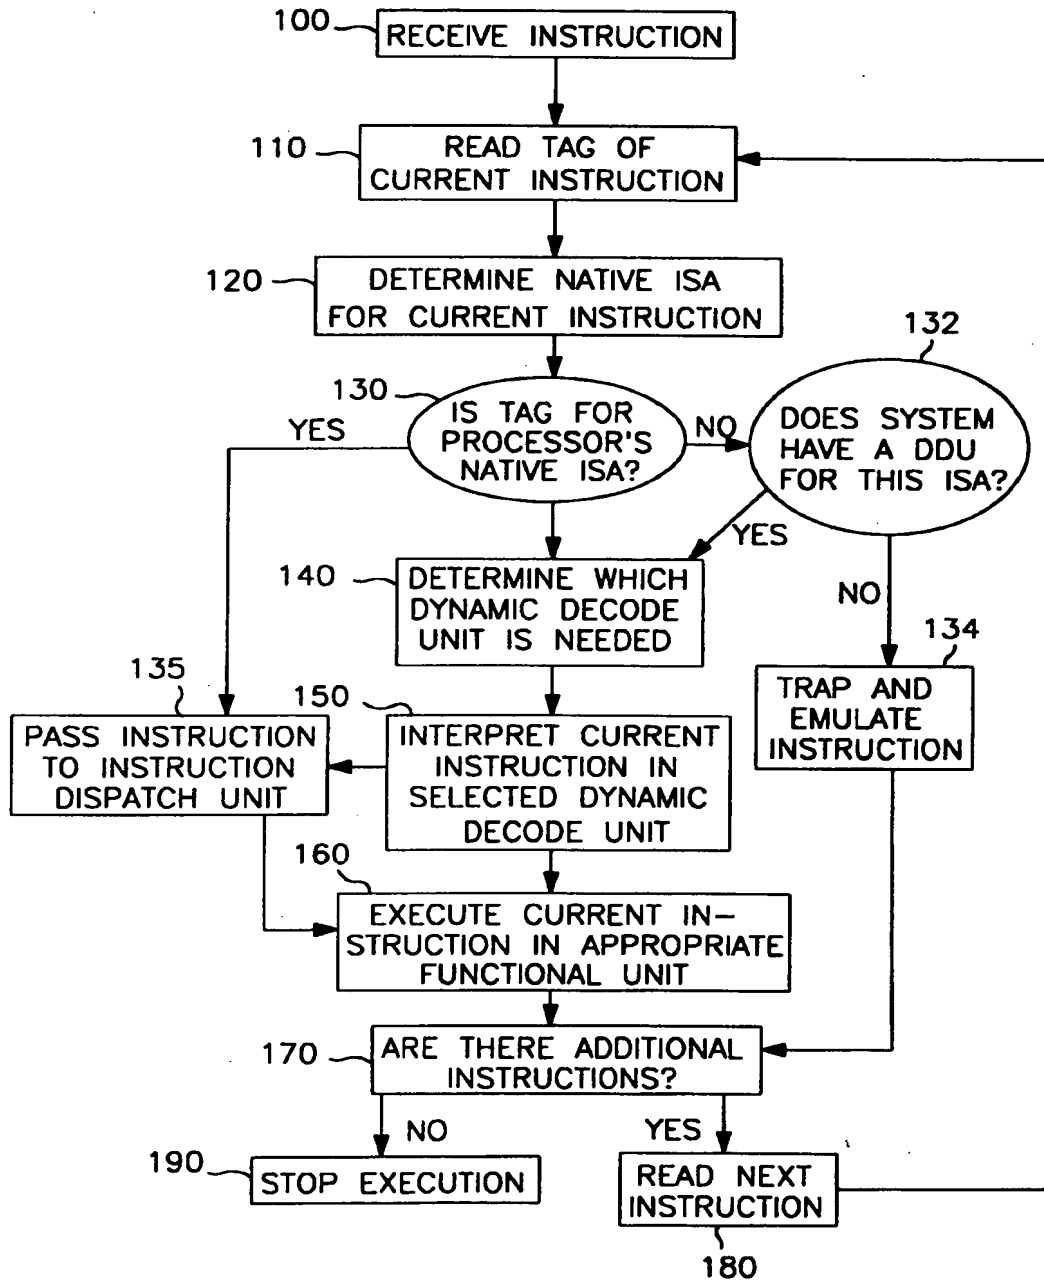 100
RECEIVE INSTRUCTION
110
READ TAG OF
CURRENT INSTRUCTION
120
DETERMINE NATIVE ISA
FOR CURRENT INSTRUCTION
130
IS TAG FOR
PROCESSOR'S
NATIVE ISA?
YES
NO
132
DOES SYSTEM
HAVE A DDU
FOR THIS ISA?
YES
NO
140
DETERMINE WHICH
DYNAMIC DECODE
UNIT IS NEEDED
134
TRAP AND
EMULATE
INSTRUCTION
135
PASS INSTRUCTION
TO INSTRUCTION
DISPATCH UNIT
150
INTERPRET CURRENT
INSTRUCTION IN
SELECTED DYNAMIC
DECODE UNIT
160
EXECUTE CURRENT IN-
STRUCTION IN APPROPRIATE
FUNCTIONAL UNIT
170
ARE THERE ADDITIONAL
INSTRUCTIONS?
NO
YES
190
STOP EXECUTION
READ NEXT
INSTRUCTION
180